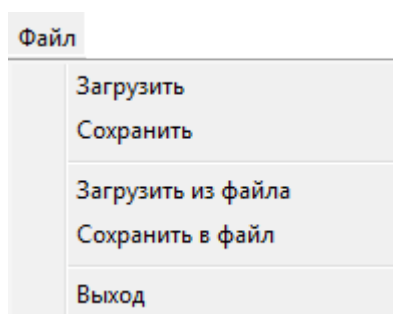 Файл
Загрузить
Сохранить
Загрузить из файла
Сохранить в файл
Выход